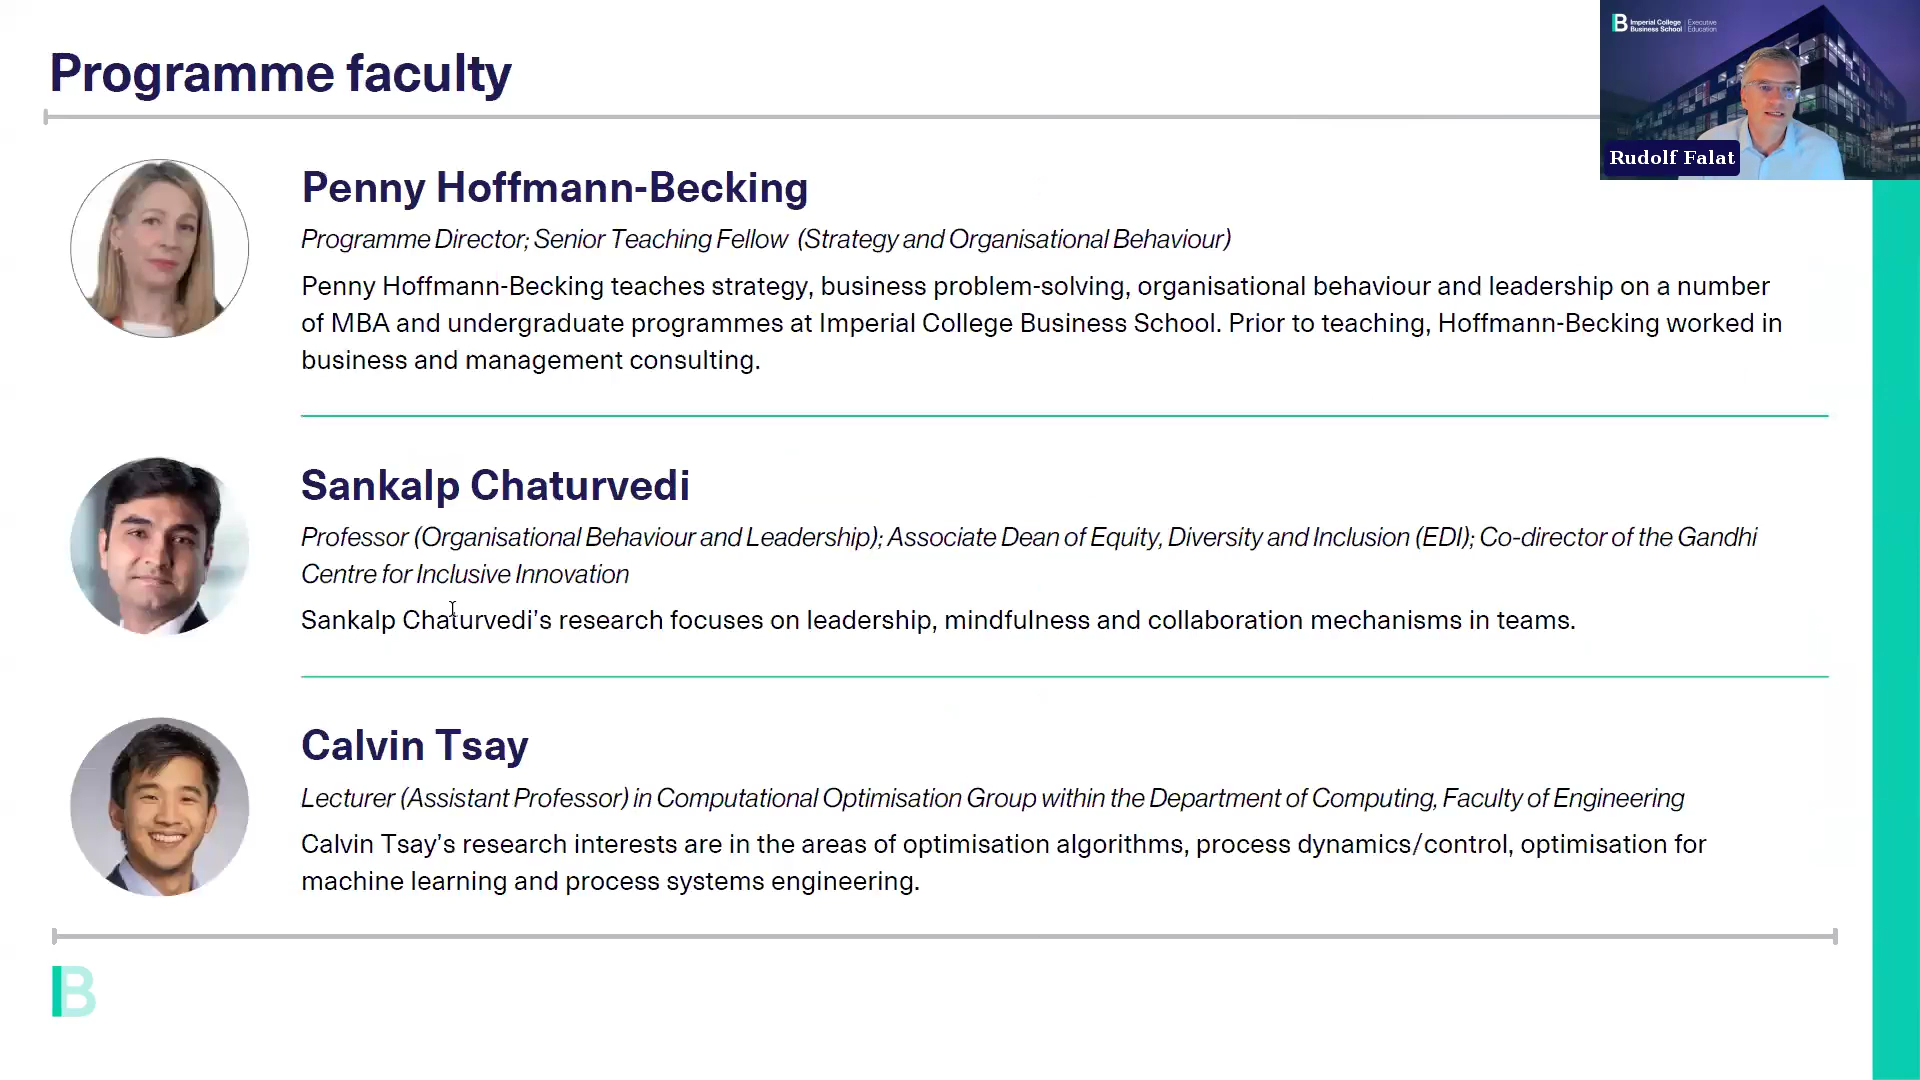 Programme faculty
Imperial College
Business School
Executive
Education
Rudolf Falat
Penny Hoffmann-Becking
Programme Director; Senior Teaching Fellow (Strategy and Organisational Behaviour)
Penny Hoffmann-Becking teaches strategy, business problem-solving, organisational behaviour and leadership on a number
of MBA and undergraduate programmes at Imperial College Business School. Prior to teaching, Hoffmann-Becking worked in
business and management consulting.
Sankalp Chaturvedi
Professor (Organisational Behaviour and Leadership); Associate Dean of Equity, Diversity and Inclusion (EDI); Co-director of the Gandhi
Centre for Inclusive Innovation
Sankalp Chaturvedi’s research focuses on leadership, mindfulness and collaboration mechanisms in teams.
Calvin Tsay
Lecturer (Assistant Professor) in Computational Optimisation Group within the Department of Computing, Faculty of Engineering
Calvin Tsay’s research interests are in the areas of optimisation algorithms, process dynamics/control, optimisation for
machine learning and process systems engineering.
B